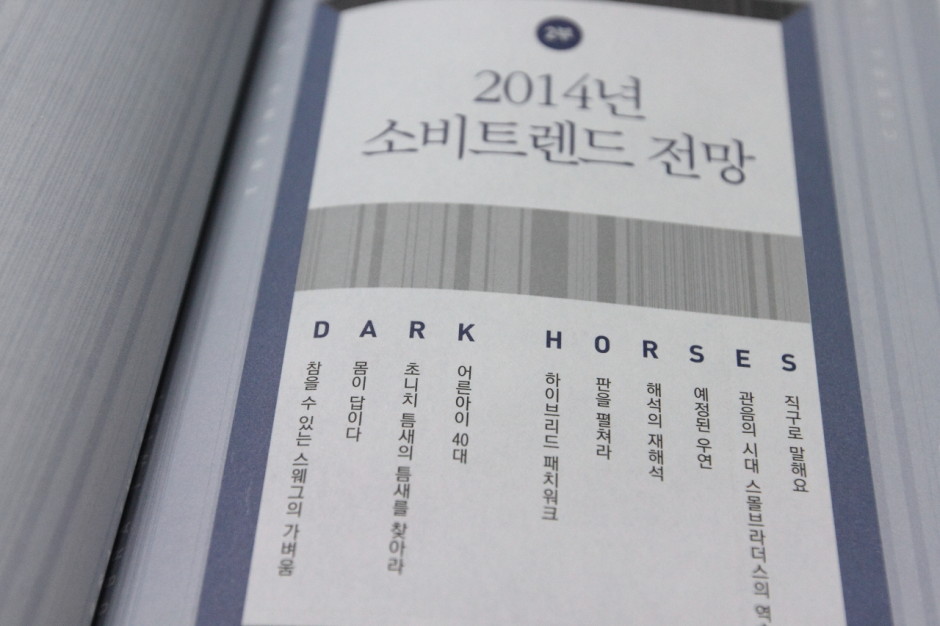 2부
2014년
소비트렌드 전망
DARK HORSES
참을 수 있는 스웨그의 가벼움
몸이 답이다
초니치 틈새의 틈새를 찾아라
어른아이 40대
하이브리드 패치워크
판을 펼쳐라
해석의 재해석
예정된 우연
관음의 시대 스몰브라더스의
직구로 말해요